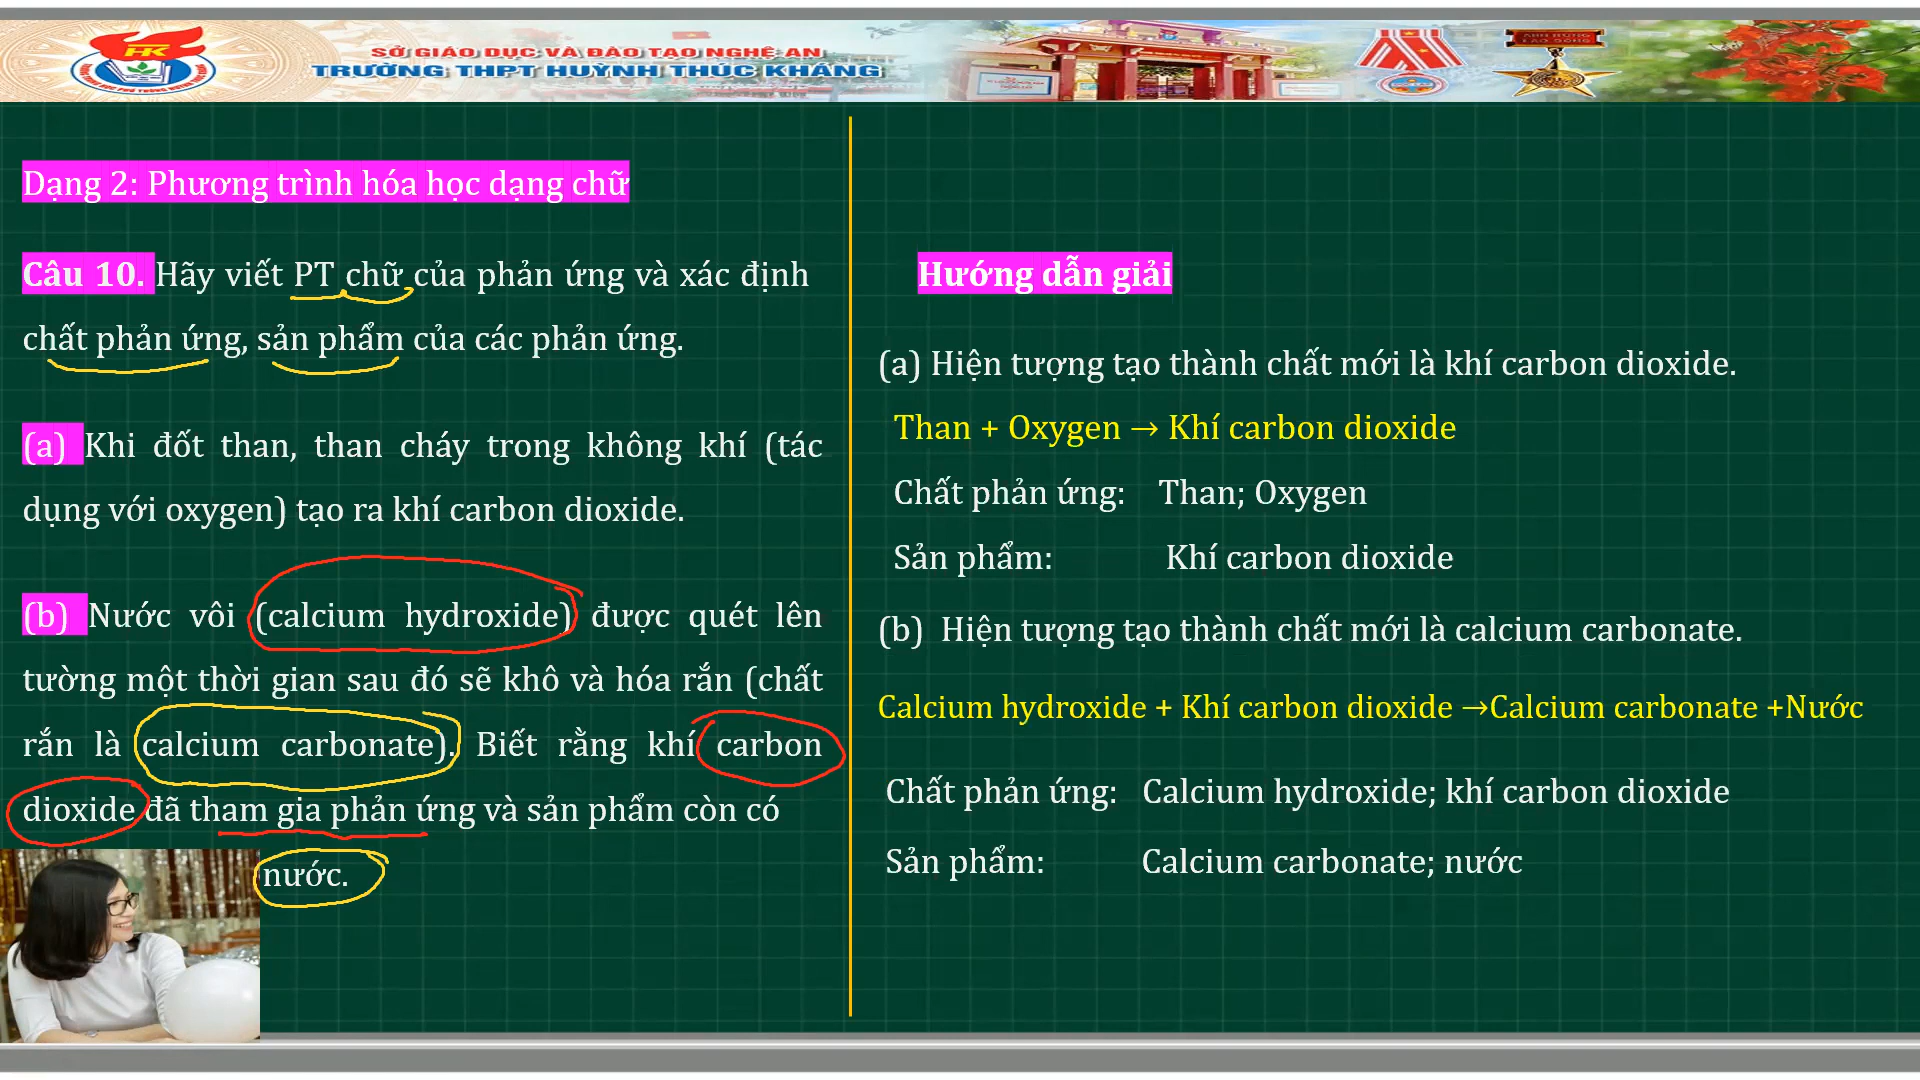 HK
SỞ GIÁO DỤC VÀ ĐÀO TẠO NGHỆ AN
TRƯỜNG THPT HUỲNH THÚC KHÁNG
ANH HÙNG
LAO ĐỘNG
Dạng 2: Phương trình hóa học dạng chữ
Câu 10. Hãy viết PT chữ của phản ứng và xác định
chất phản ứng, sản phẩm của các phản ứng.
(a) Khi đốt than, than cháy trong không khí (tác
dụng với oxygen) tạo ra khí carbon dioxide.
(b) Nước vôi (calcium hydroxide) được quét lên
tường một thời gian sau đó sẽ khô và hóa rắn (chất
rắn là calcium carbonate). Biết rằng khí carbon
dioxide đã tham gia phản ứng và sản phẩm còn có
nước.
Hướng dẫn giải
(a) Hiện tượng tạo thành chất mới là khí carbon dioxide.
Than + Oxygen → Khí carbon dioxide
Chất phản ứng: Than; Oxygen
Sản phẩm: Khí carbon dioxide
(b) Hiện tượng tạo thành chất mới là calcium carbonate.
Calcium hydroxide + Khí carbon dioxide →Calcium carbonate +Nước
Chất phản ứng: Calcium hydroxide; khí carbon dioxide
Sản phẩm: Calcium carbonate; nước